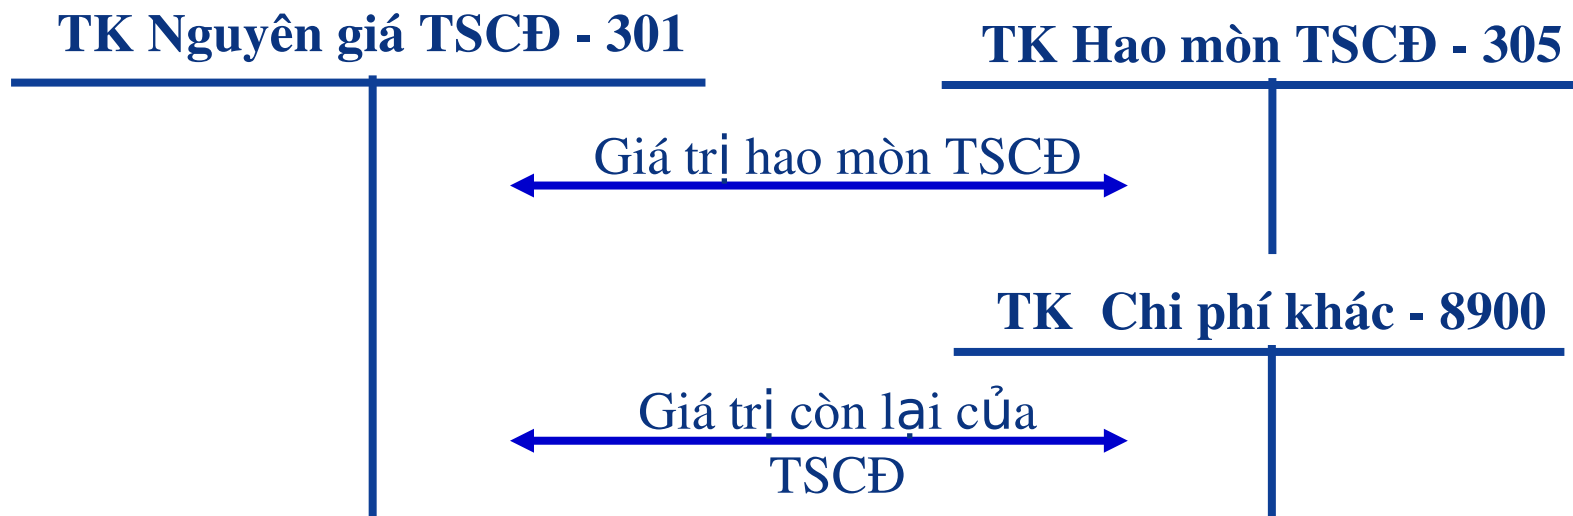 TK Nguyên giá TSCĐ - 301
TK Hao mòn TSCĐ - 305
Giá trị hao mòn TSCĐ
TK Chi phí khác - 8900
Giá trị còn lại của
TSCĐ